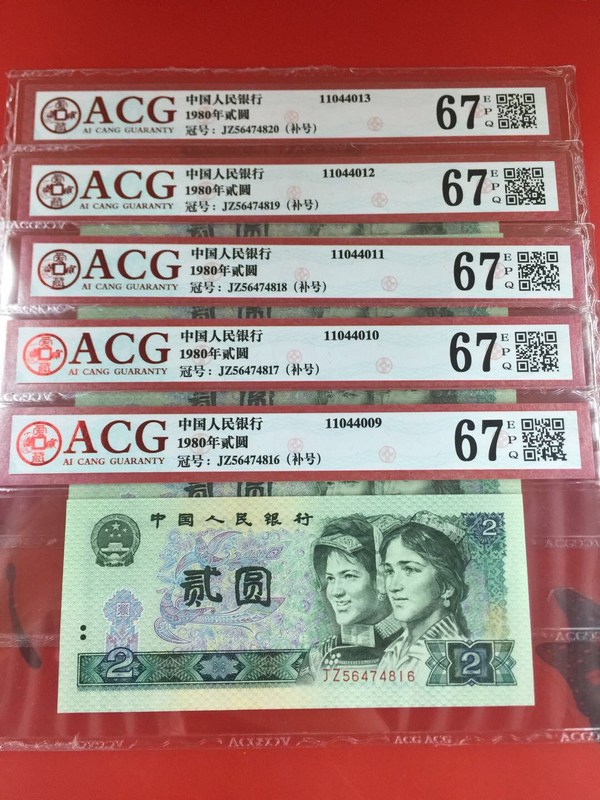 ACG
AI CANG GUARANTY
中国人民银行 11044013
1980年贰圆
冠号: JZ56474820 (补号)
67 EPQ
ACG
AI CANG GUARANTY
中国人民银行 11044012
1980年贰圆
冠号: JZ56474819 (补号)
67 EPQ
ACG
AI CANG GUARANTY
中国人民银行 11044011
1980年贰圆
冠号: JZ56474818 (补号)
67 EPQ
ACG
AI CANG GUARANTY
中国人民银行 11044010
1980年贰圆
冠号: JZ56474817 (补号)
67 EPQ
ACG
AI CANG GUARANTY
中国人民银行 11044009
1980年贰圆
冠号: JZ56474816 (补号)
67 EPQ
中国人民银行
2
贰圆
2
JZ56474816
2